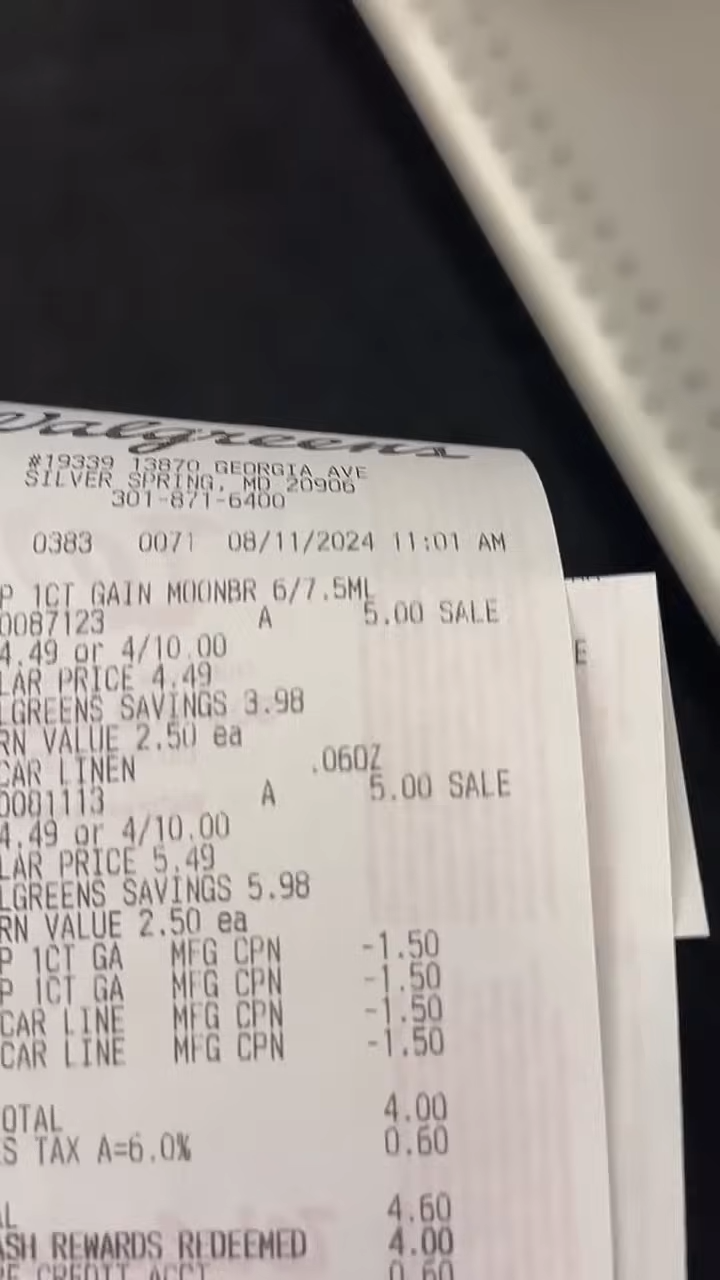 Walgreens
#19339 13870 GEORGIA AVE
SILVER SPRING, MD 20906
301-871-6400
0383 0071 08/11/2024 11:01 AM
P 1CT GAIN MOONBR 6/7.5ML
0087123 A 5.00 SALE
4.49 or 4/10.00
LAR PRICE 4.49
LGREENS SAVINGS 3.98
RN VALUE 2.50 ea
CAR LINEN .06OZ
0081113 A 5.00 SALE
4.49 or 4/10.00
LAR PRICE 5.49
LGREENS SAVINGS 5.98
RN VALUE 2.50 ea
P 1CT GA MFG CPN -1.50
P 1CT GA MFG CPN -1.50
CAR LINE MFG CPN -1.50
CAR LINE MFG CPN -1.50
OTAL 4.00
S TAX A=6.0% 0.60
AL 4.60
ASH REWARDS REDEEMED 4.00
CREDIT ACCT 0.60
E